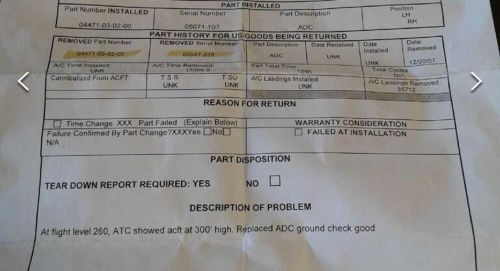 PART INSTALLED
Part Number INSTALLED Serial Number Part Description Position
04471-03-02-00 05071-107 ADC LH
RH
PART HISTORY FOR US GOODS BEING RETURNED
REMOVED Part Number REMOVED Serial Number Part Description Date Received Date Installed Date Removed
04471-03-02-00 05847-239 ADC UNK UNK 12/20/07
A/C Time Installed A/C Time Removed Part Total Time Total Cycles
UNK UNK
Cannibalized From ACFT T S R T SO A/C Landings Installed A/C Landings Removed
UNK UNK UNK 35712
REASON FOR RETURN
Time Change XXX Part Failed (Explain Below) WARRANTY CONSIDERATION
Failure Confirmed By Part Change?XXXYes No FAILED AT INSTALLATION
N/A
PART DISPOSITION
TEAR DOWN REPORT REQUIRED: YES NO
DESCRIPTION OF PROBLEM
At flight level 260, ATC showed acft at 300' high. Replaced ADC ground check good